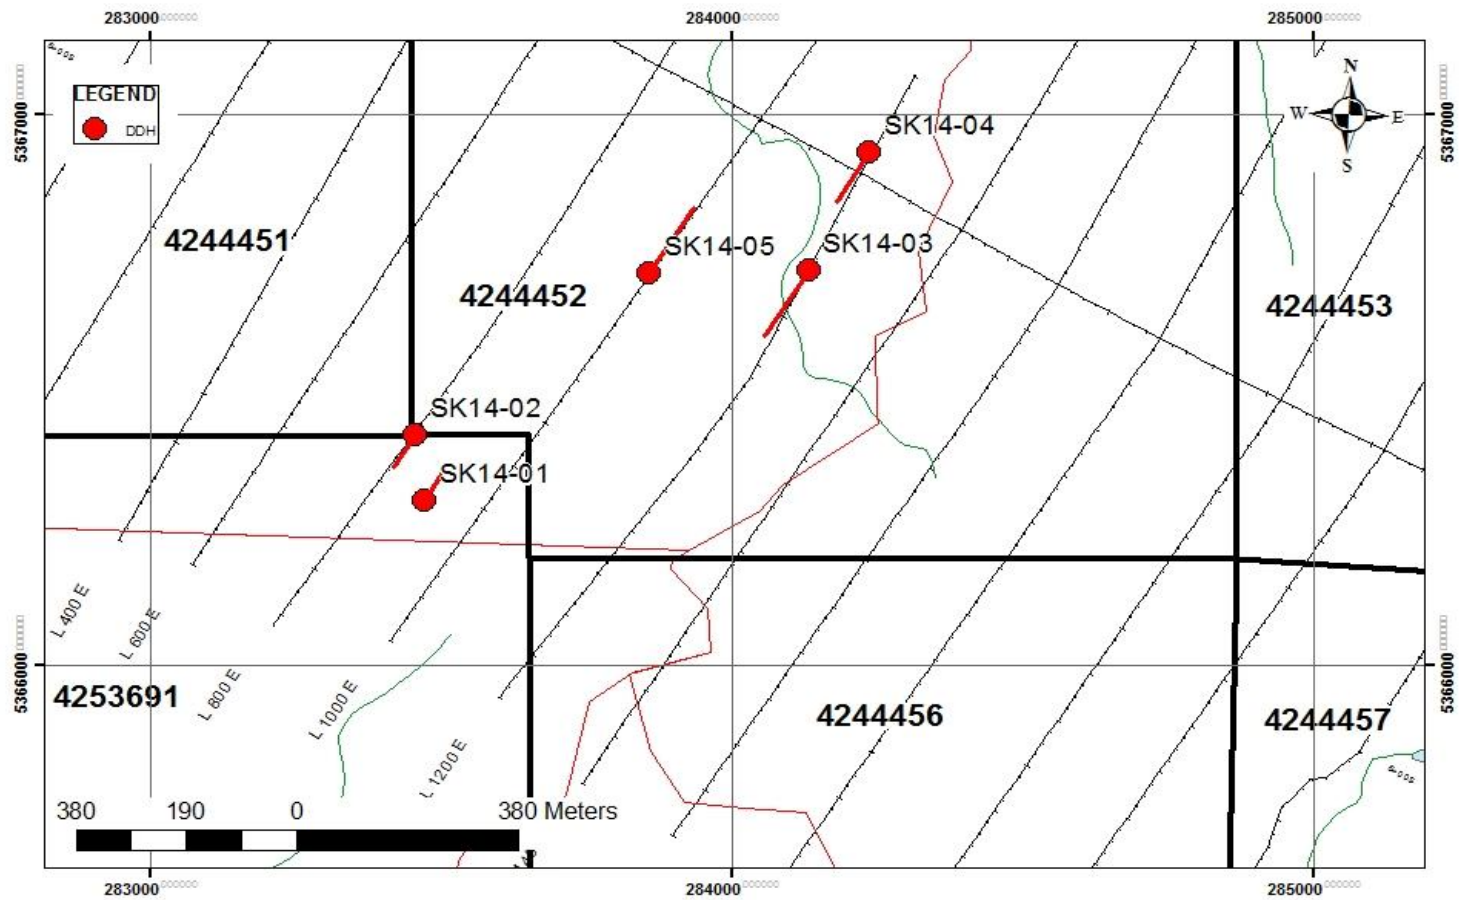 283000 284000 285000
N
W E
S
5367000 5367000
LEGEND
DDH
SK14-04
4244451
SK14-05
SK14-03
4244452
4244453
SK14-02
SK14-01
L 400 E
L 600 E
L 800 E
L 1000 E
L 1200 E
5366000 5366000
4253691
4244456
4244457
380 190 0 380 Meters
283000 284000 285000